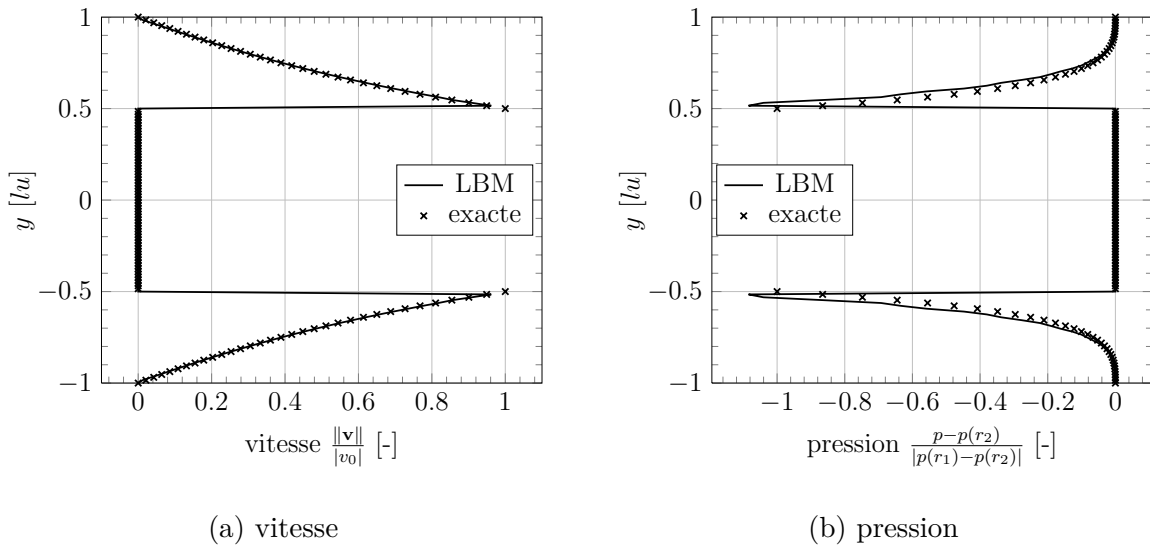 1
0.5
0
−0.5
−1
y [lu]
0 0.2 0.4 0.6 0.8 1
vitesse ‖v‖/|v₀| [-]
LBM
exacte
(a) vitesse
1
0.5
0
−0.5
−1
y [lu]
−1 −0.8 −0.6 −0.4 −0.2 0
pression p−p(r₂)/|p(r₁)−p(r₂)| [-]
LBM
exacte
(b) pression